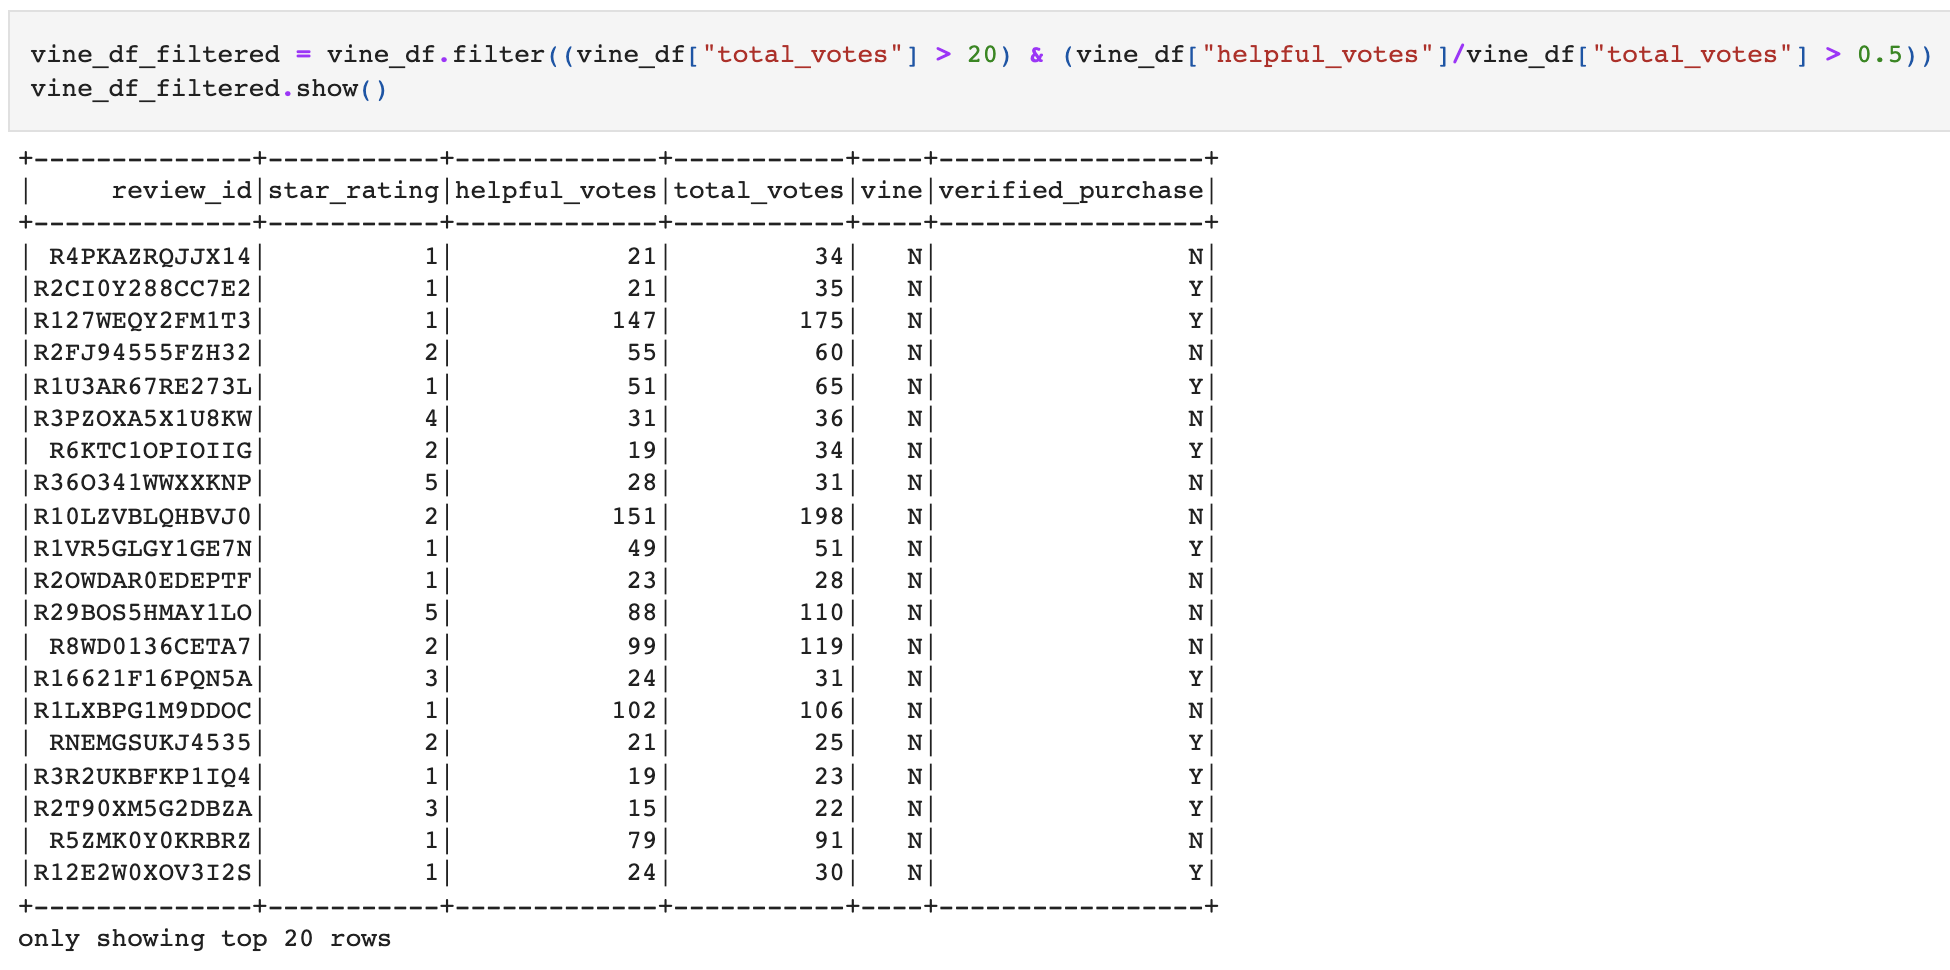 vine_df_filtered = vine_df.filter((vine_df["total_votes"] > 20) & (vine_df["helpful_votes"]/vine_df["total_votes"] > 0.5))
vine_df_filtered.show()
+--------------+-----------+-------------+-----------+----+-----------------+
|     review_id|star_rating|helpful_votes|total_votes|vine|verified_purchase|
+--------------+-----------+-------------+-----------+----+-----------------+
| R4PKAZRQJJX14|          1|           21|         34|   N|                N|
|R2CI0Y288CC7E2|          1|           21|         35|   N|                Y|
|R127WEQY2FM1T3|          1|          147|        175|   N|                Y|
|R2FJ94555FZH32|          2|           55|         60|   N|                N|
|R1U3AR67RE273L|          1|           51|         65|   N|                Y|
|R3PZOXA5X1U8KW|          4|           31|         36|   N|                N|
| R6KTC1OPIOIIG|          2|           19|         34|   N|                Y|
|R36O341WWXXKNP|          5|           28|         31|   N|                N|
|R10LZVBLQHBVJ0|          2|          151|        198|   N|                N|
|R1VR5GLGY1GE7N|          1|           49|         51|   N|                Y|
|R2OWDAR0EDEPTF|          1|           23|         28|   N|                N|
|R29BOS5HMAY1LO|          5|           88|        110|   N|                N|
| R8WD0136CETA7|          2|           99|        119|   N|                N|
|R16621F16PQN5A|          3|           24|         31|   N|                Y|
|R1LXBPG1M9DDOC|          1|          102|        106|   N|                N|
| RNEMGSUKJ4535|          2|           21|         25|   N|                Y|
|R3R2UKBFKP1IQ4|          1|           19|         23|   N|                Y|
|R2T90XM5G2DBZA|          3|           15|         22|   N|                Y|
| R5ZMK0Y0KRBRZ|          1|           79|         91|   N|                N|
|R12E2W0XOV3I2S|          1|           24|         30|   N|                Y|
+--------------+-----------+-------------+-----------+----+-----------------+
only showing top 20 rows